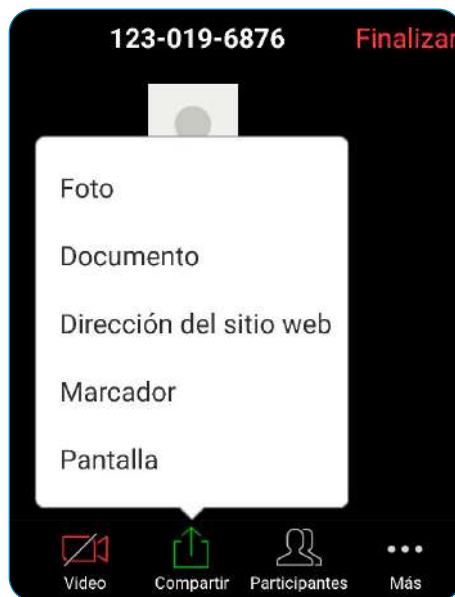 123-019-6876 Finalizar
Foto
Documento
Dirección del sitio web
Marcador
Pantalla
Video Compartir Participantes Más